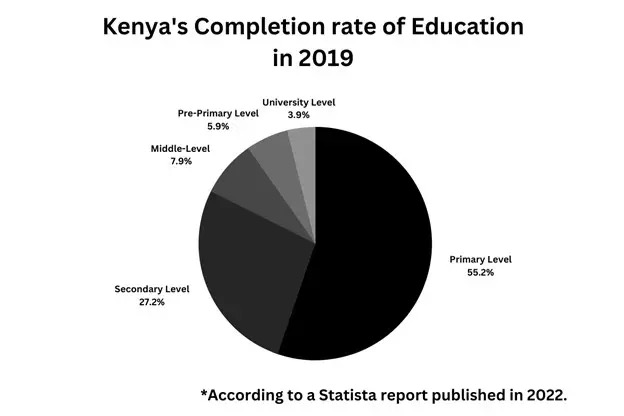 Kenya's Completion rate of Education
in 2019
University Level
3.9%
Pre-Primary Level
5.9%
Middle-Level
7.9%
Primary Level
55.2%
Secondary Level
27.2%
*According to a Statista report published in 2022.